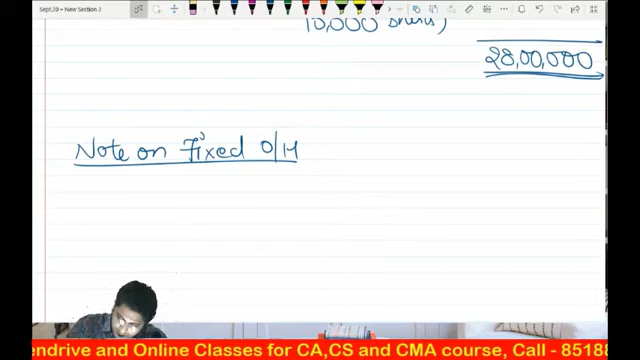 Sept.20 • New Section 2
10,000 shirts)
28,00,000
Note on Fixed O/H
endrive and Online Classes for CA,CS and CMA course, Call - 85188